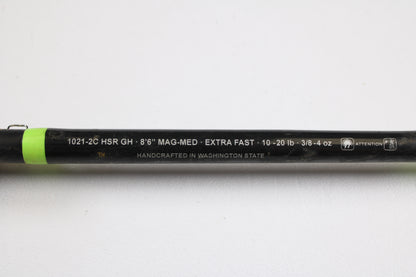 1021-2C HSR GH · 8'6" MAG-MED · EXTRA FAST · 10 -20 lb · 3/8 -4 oz ATTENTION
HANDCRAFTED IN WASHINGTON STATE